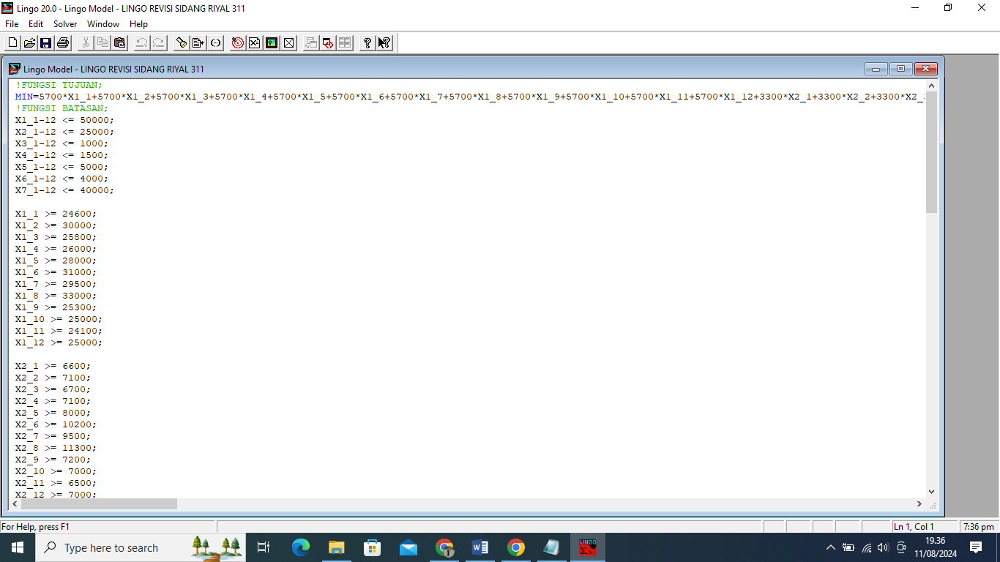 Lingo 20.0 - Lingo Model - LINGO REVISI SIDANG RIYAL 311
File Edit Solver Window Help
Lingo Model - LINGO REVISI SIDANG RIYAL 311
!FUNGSI TUJUAN;
MIN=5700*X1_1+5700*X1_2+5700*X1_3+5700*X1_4+5700*X1_5+5700*X1_6+5700*X1_7+5700*X1_8+5700*X1_9+5700*X1_10+5700*X1_11+5700*X1_12+3300*X2_1+3300*X2_2+3300*X2_
!FUNGSI BATASAN;
X1_1-12 <= 50000;
X2_1-12 <= 25000;
X3_1-12 <= 1000;
X4_1-12 <= 1500;
X5_1-12 <= 5000;
X6_1-12 <= 4000;
X7_1-12 <= 40000;
X1_1 >= 24600;
X1_2 >= 30000;
X1_3 >= 25800;
X1_4 >= 26000;
X1_5 >= 28000;
X1_6 >= 31000;
X1_7 >= 29500;
X1_8 >= 33000;
X1_9 >= 25300;
X1_10 >= 25000;
X1_11 >= 24100;
X1_12 >= 25000;
X2_1 >= 6600;
X2_2 >= 7100;
X2_3 >= 6700;
X2_4 >= 7100;
X2_5 >= 8000;
X2_6 >= 10200;
X2_7 >= 9500;
X2_8 >= 11300;
X2_9 >= 7200;
X2_10 >= 7000;
X2_11 >= 6500;
X2_12 >= 7000;
For Help, press F1 Ln 1, Col 1 7:36 pm
Type here to search
19.36
11/08/2024